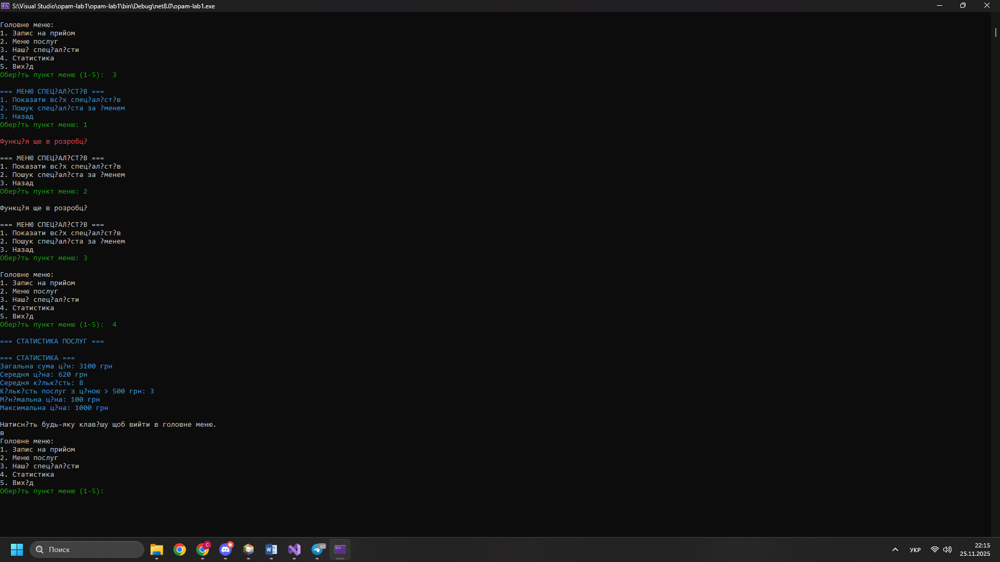 S:\Visual Studio\opam-lab1\opam-lab1\bin\Debug\net8.0\opam-lab1.exe
Головне меню:
1. Запис на прийом
2. Меню послуг
3. Наш? спец?ал?сти
4. Статистика
5. Вих?д
Обер?ть пункт меню (1-5):  3
=== МЕНЮ СПЕЦ?АЛ?СТ?В ===
1. Показати вс?х спец?ал?ст?в
2. Пошук спец?ал?ста за ?менем
3. Назад
Обер?ть пункт меню: 1
Функц?я ще в розробц?
=== МЕНЮ СПЕЦ?АЛ?СТ?В ===
1. Показати вс?х спец?ал?ст?в
2. Пошук спец?ал?ста за ?менем
3. Назад
Обер?ть пункт меню: 2
Функц?я ще в розробц?
=== МЕНЮ СПЕЦ?АЛ?СТ?В ===
1. Показати вс?х спец?ал?ст?в
2. Пошук спец?ал?ста за ?менем
3. Назад
Обер?ть пункт меню: 3
Головне меню:
1. Запис на прийом
2. Меню послуг
3. Наш? спец?ал?сти
4. Статистика
5. Вих?д
Обер?ть пункт меню (1-5):  4
=== СТАТИСТИКА ПОСЛУГ ===
=== СТАТИСТИКА ===
Загальна сума ц?н: 3100 грн
Середня ц?на: 620 грн
Середня к?льк?сть: 8
К?льк?сть послуг з ц?ною > 500 грн: 3
М?н?мальна ц?на: 100 грн
Максимальна ц?на: 1000 грн
Натисн?ть будь-яку клав?шу щоб вийти в головне меню.
в
Головне меню:
1. Запис на прийом
2. Меню послуг
3. Наш? спец?ал?сти
4. Статистика
5. Вих?д
Обер?ть пункт меню (1-5):
Поиск
C
60
УКР
22:15
25.11.2025